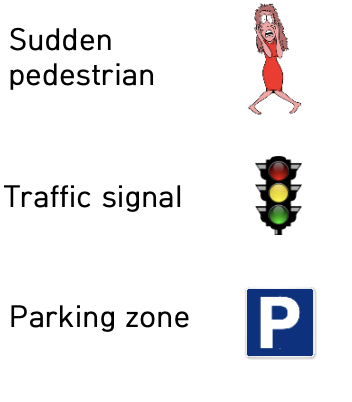 Sudden
pedestrian
Traffic signal
Parking zone
P